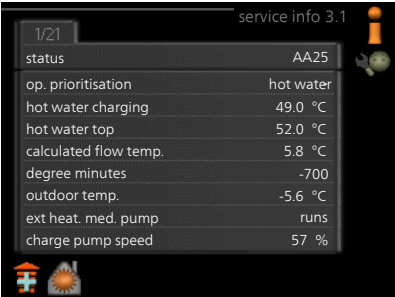 service info 3.1
1/21
status AA25
op. prioritisation hot water
hot water charging 49.0 °C
hot water top 52.0 °C
calculated flow temp. 5.8 °C
degree minutes -700
outdoor temp. -5.6 °C
ext heat. med. pump runs
charge pump speed 57 %